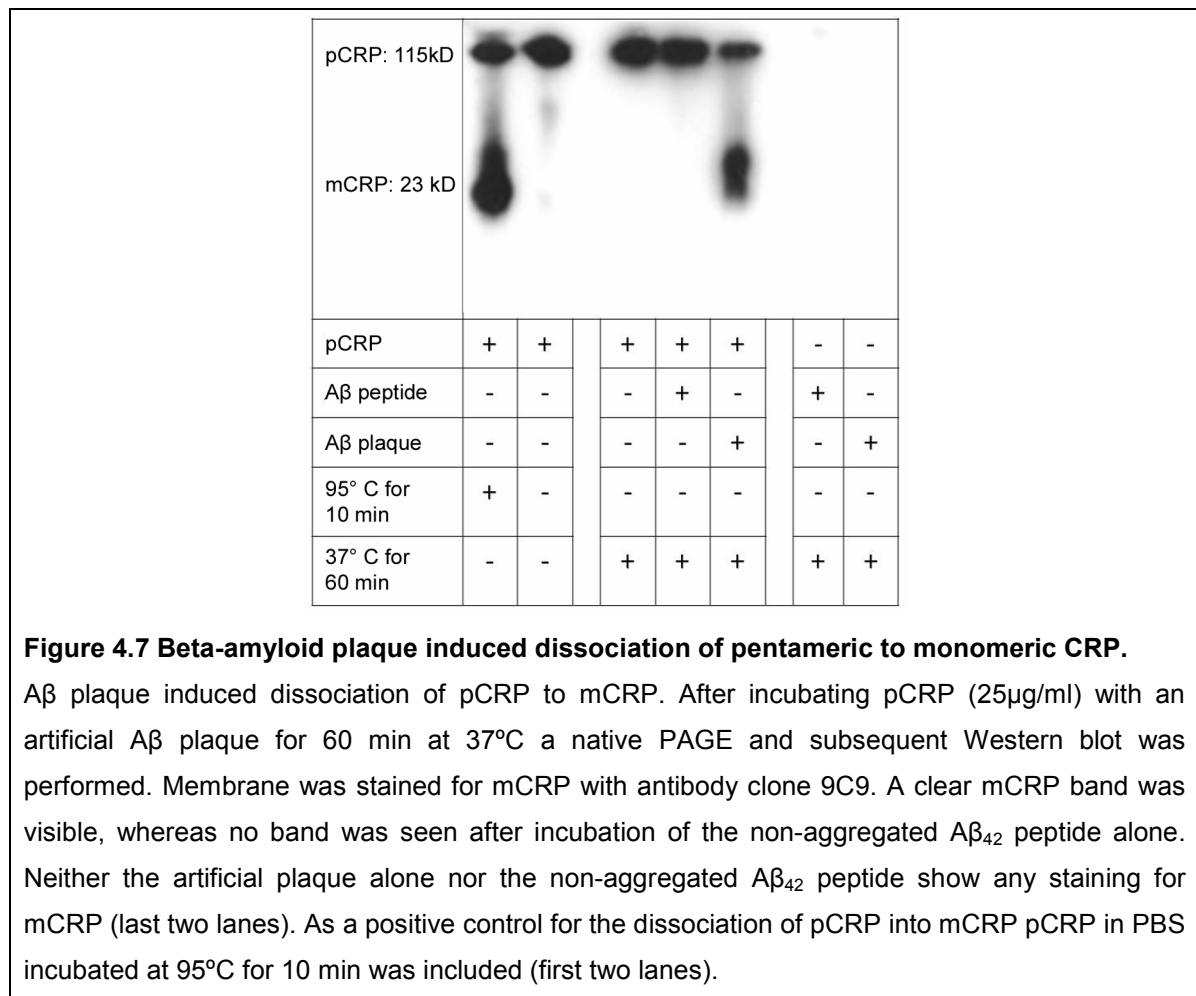 pCRP: 115kD
mCRP: 23 kD
pCRP + + + + + - -
Aβ peptide - - - + - + -
Aβ plaque - - - - + - +
95° C for
10 min + - - - - - -
37° C for
60 min - - + + + + +
Figure 4.7 Beta-amyloid plaque induced dissociation of pentameric to monomeric CRP.
Aβ plaque induced dissociation of pCRP to mCRP. After incubating pCRP (25µg/ml) with an
artificial Aβ plaque for 60 min at 37ºC a native PAGE and subsequent Western blot was
performed. Membrane was stained for mCRP with antibody clone 9C9. A clear mCRP band was
visible, whereas no band was seen after incubation of the non-aggregated Aβ₄₂ peptide alone.
Neither the artificial plaque alone nor the non-aggregated Aβ₄₂ peptide show any staining for
mCRP (last two lanes). As a positive control for the dissociation of pCRP into mCRP pCRP in PBS
incubated at 95ºC for 10 min was included (first two lanes).